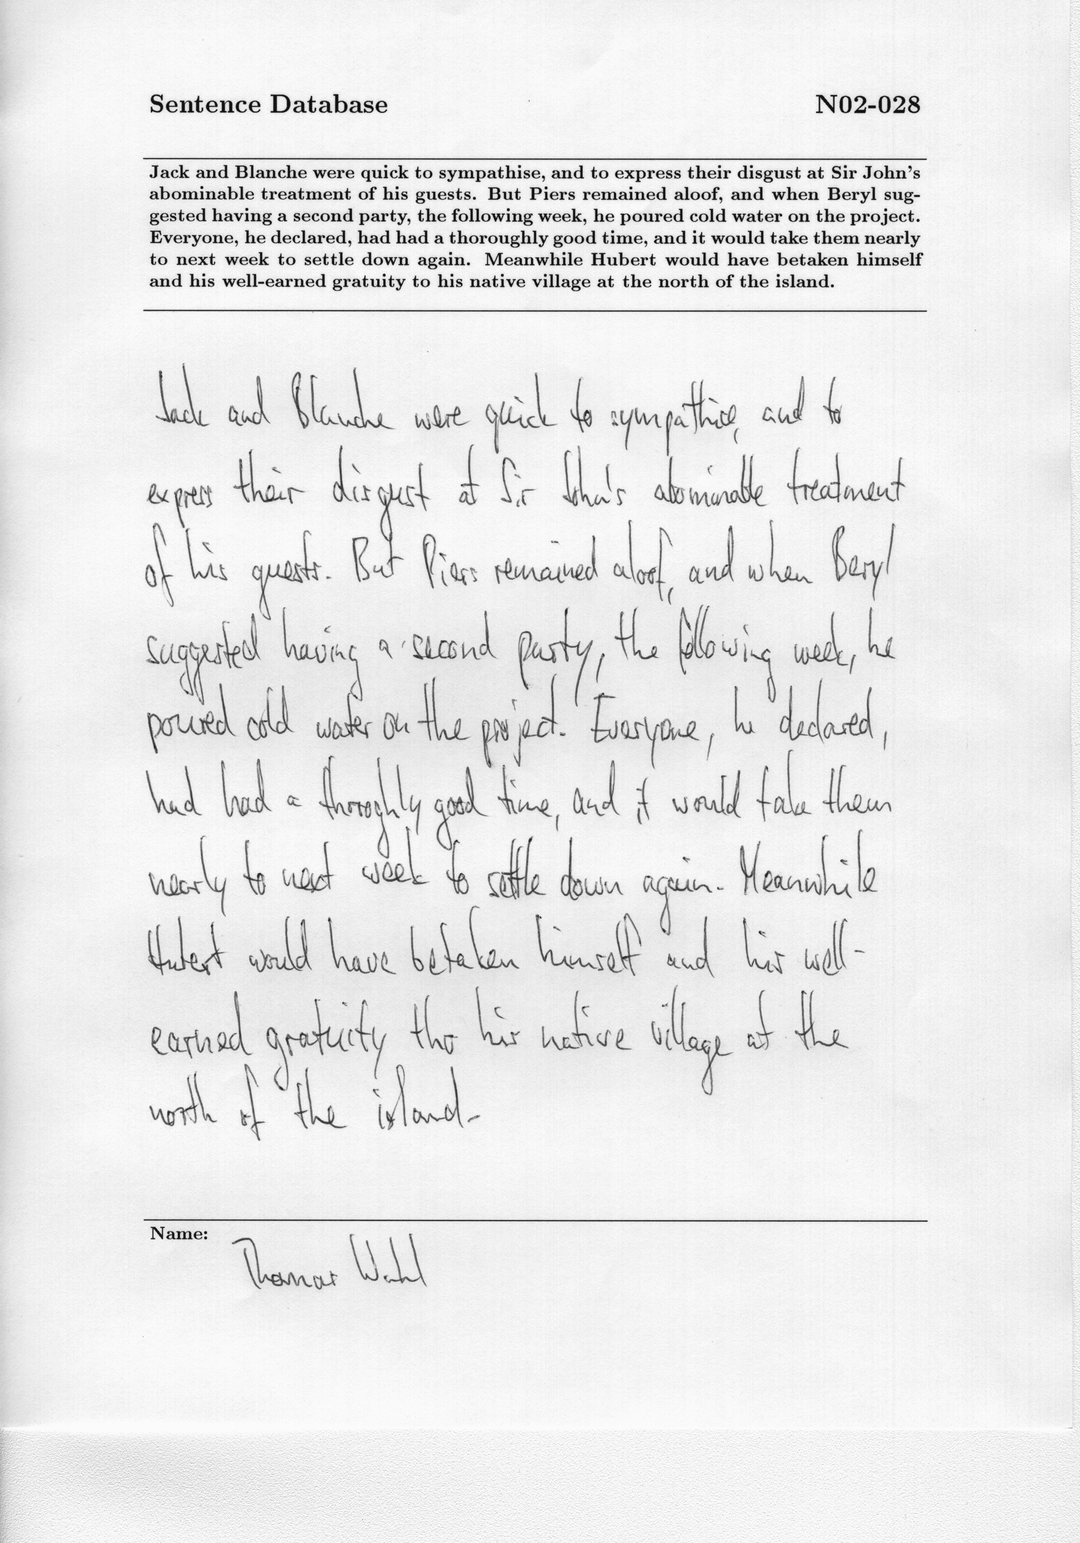 Sentence Database N02-028
Jack and Blanche were quick to sympathise, and to express their disgust at Sir John's
abominable treatment of his guests. But Piers remained aloof, and when Beryl sug-
gested having a second party, the following week, he poured cold water on the project.
Everyone, he declared, had had a thoroughly good time, and it would take them nearly
to next week to settle down again. Meanwhile Hubert would have betaken himself
and his well-earned gratuity to his native village at the north of the island.
Jack and Blanche were quick to sympathice, and to
express their disgust at Sir John's abominable treatment
of his guests. But Piers remained aloof, and when Beryl
suggested having a second party, the following week, he
poured cold water on the project. Everyone, he declared,
had had a throroghly good time, and it would take them
nearly to next week to settle down again. Meanwhile
Hubert would have betaken himself and his well-
earned gratuity tho his native village at the
north of the island.
Name:
Thomas Wahl